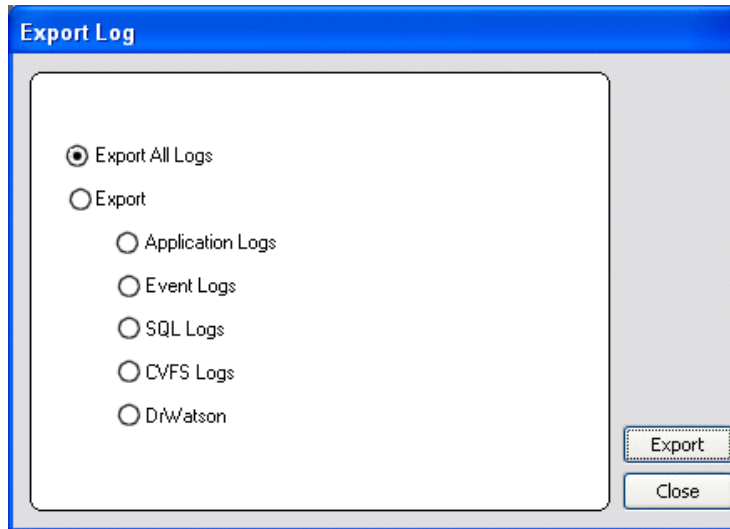 Export Log
Export All Logs
Export
Application Logs
Event Logs
SQL Logs
CVFS Logs
DrWatson
Export
Close